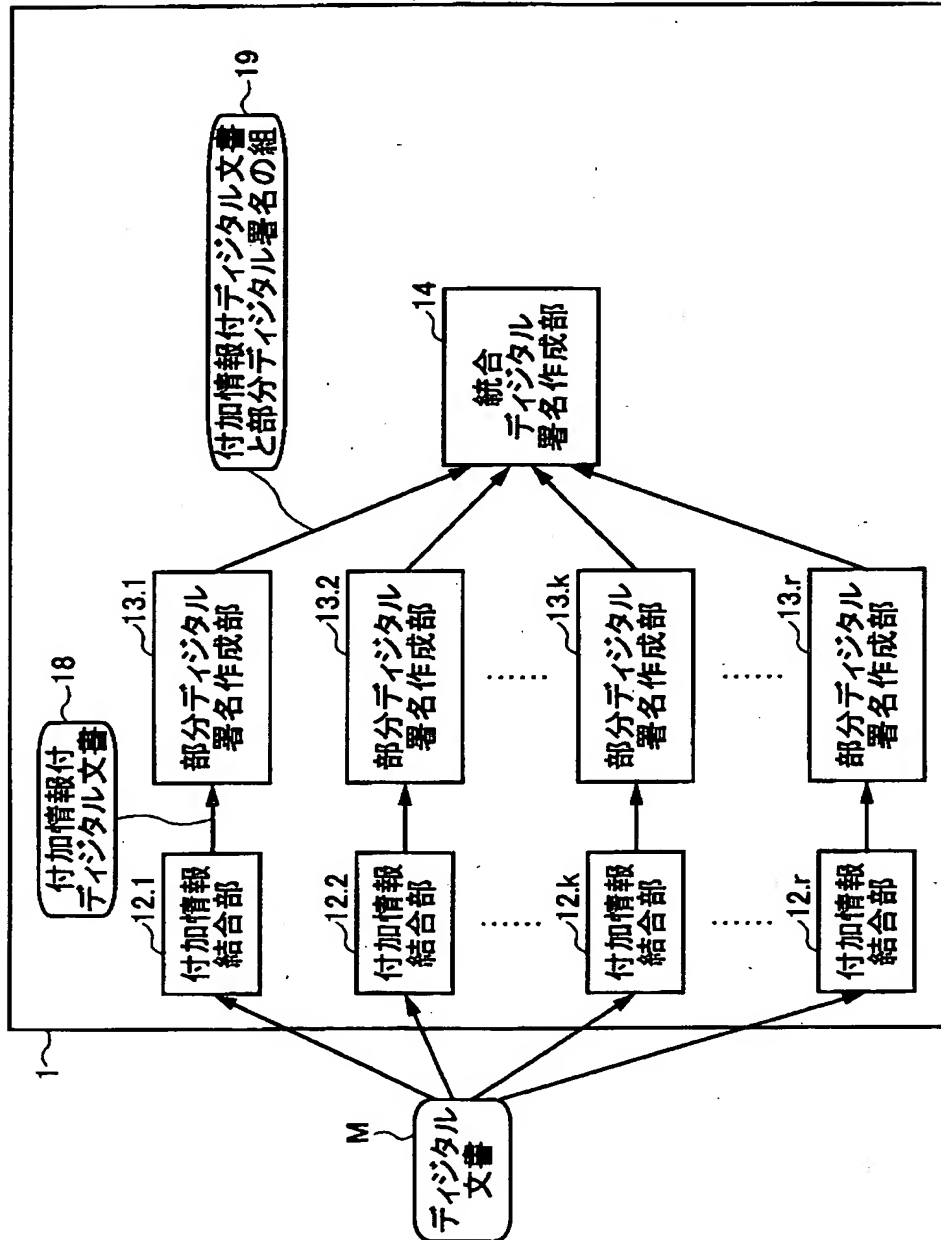 1
M
ディジタル
文書
12.1
付加情報
結合部
12.2
付加情報
結合部
12.k
付加情報
結合部
12.r
付加情報
結合部
18
付加情報付
ディジタル文書
13.1
部分ディジタル
署名作成部
13.2
部分ディジタル
署名作成部
13.k
部分ディジタル
署名作成部
13.r
部分ディジタル
署名作成部
19
付加情報付ディジタル文書
と部分ディジタル署名の組
14
統合
ディジタル
署名作成部